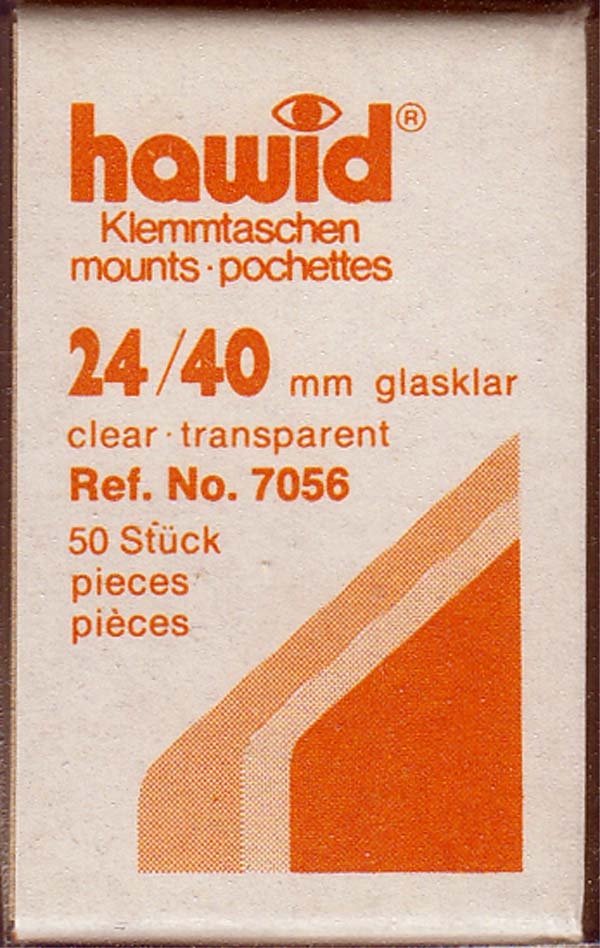 hawid®
Klemmtaschen
mounts · pochettes
24/40 mm glasklar
clear · transparent
Ref. No. 7056
50 Stück
pieces
pièces